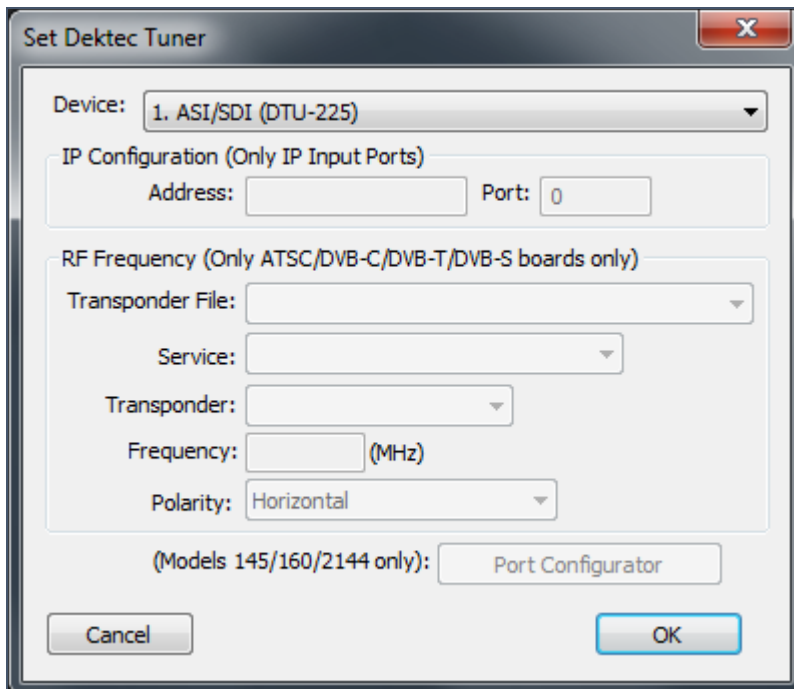 Set Dektec Tuner
Device: 1. ASI/SDI (DTU-225)
IP Configuration (Only IP Input Ports)
Address: Port: 0
RF Frequency (Only ATSC/DVB-C/DVB-T/DVB-S boards only)
Transponder File:
Service:
Transponder:
Frequency: (MHz)
Polarity: Horizontal
(Models 145/160/2144 only): Port Configurator
Cancel OK